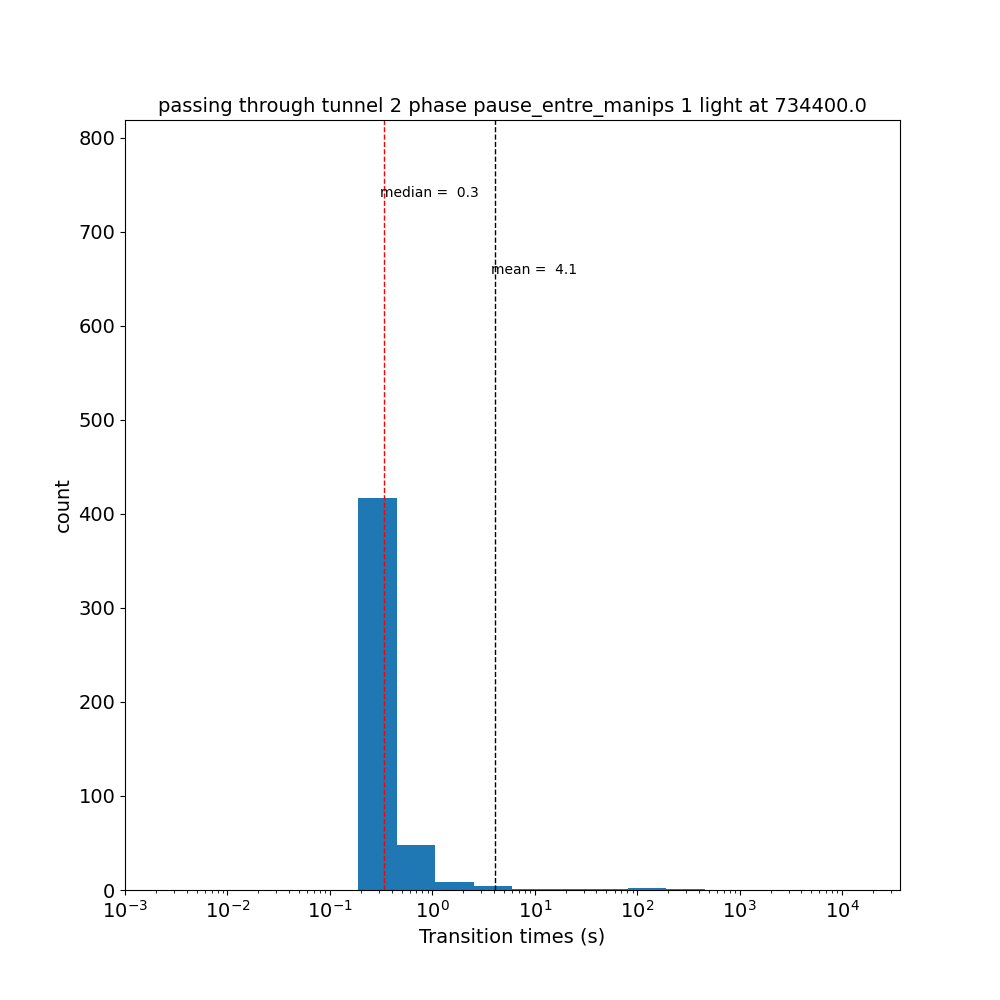 passing through tunnel 2 phase pause_entre_manips 1 light at 734400.0
800
median =  0.3
700
mean =  4.1
600
500
count
400
300
200
100
0
10⁻³ 10⁻² 10⁻¹ 10⁰ 10¹ 10² 10³ 10⁴
Transition times (s)